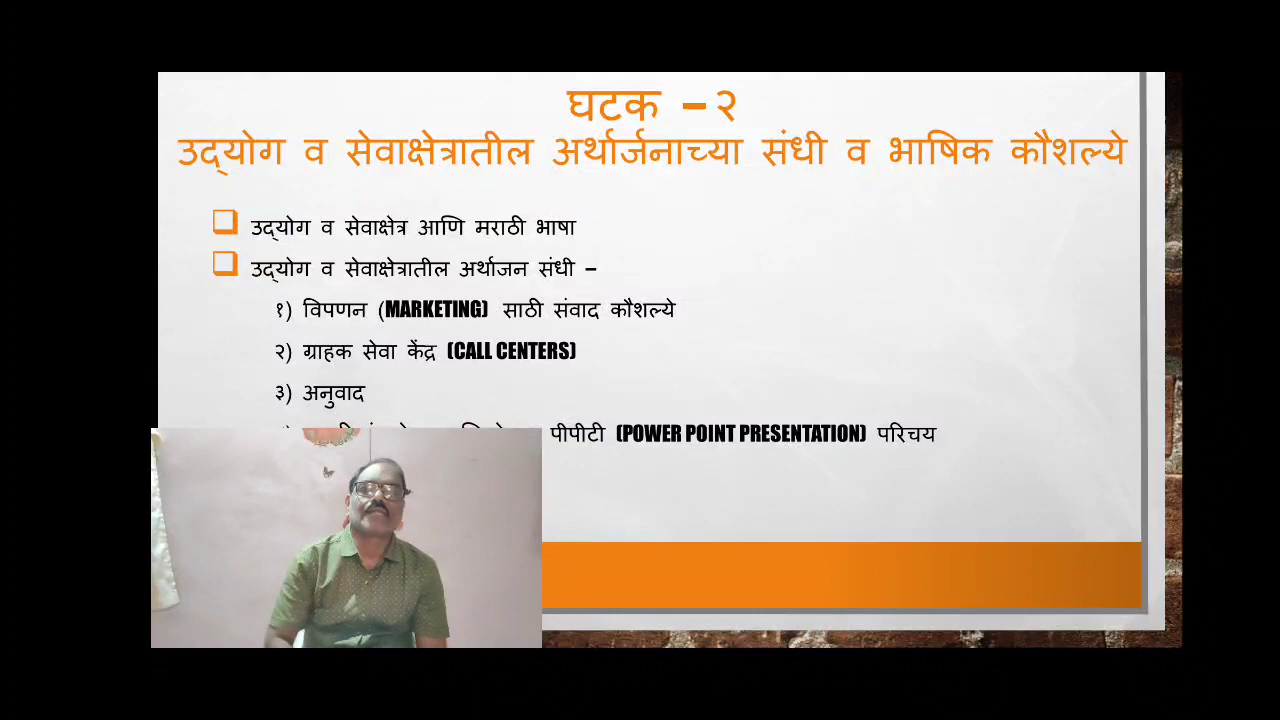 घटक –२
उद्योग व सेवाक्षेत्रातील अर्थार्जनाच्या संधी व भाषिक कौशल्ये
उद्योग व सेवाक्षेत्र आणि मराठी भाषा
उद्योग व सेवाक्षेत्रातील अर्थाजन संधी –
१) विपणन (MARKETING) साठी संवाद कौशल्ये
२) ग्राहक सेवा केंद्र (CALL CENTERS)
३) अनुवाद
पीपीटी (POWER POINT PRESENTATION) परिचय